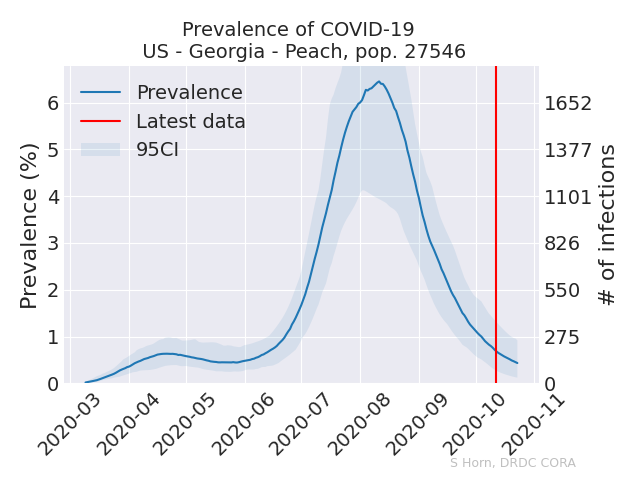 Prevalence of COVID-19
US - Georgia - Peach, pop. 27546
Prevalence
Latest data
95CI
Prevalence (%)
6
5
4
3
2
1
0
1652
1377
1101
826
550
275
0
# of infections
2020-03
2020-04
2020-05
2020-06
2020-07
2020-08
2020-09
2020-10
2020-11
S Horn, DRDC CORA